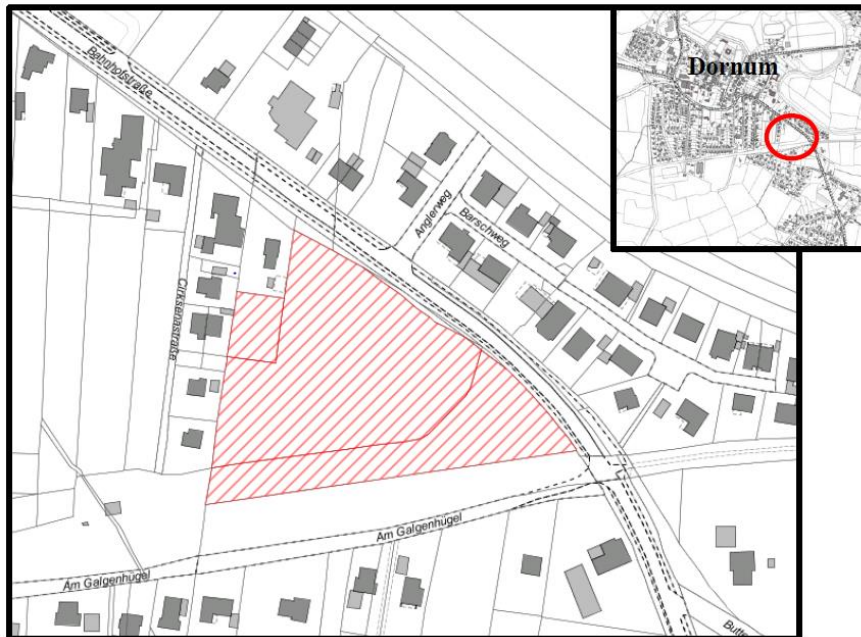 Bahnhofstraße
Dornum
Anglerweg
Barschweg
Cirksenastraße
Am Galgenhügel
Am Galgenhügel